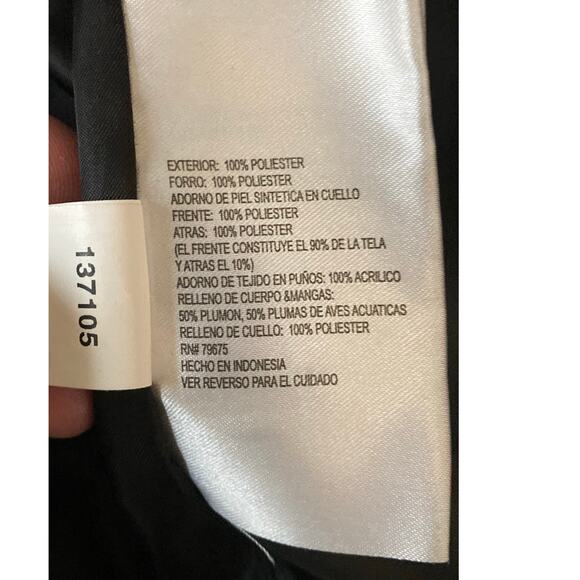 EXTERIOR: 100% POLIESTER
FORRO: 100% POLIESTER
ADORNO DE PIEL SINTETICA EN CUELLO
FRENTE: 100% POLIESTER
ATRAS: 100% POLIESTER
(EL FRENTE CONSTITUYE EL 90% DE LA TELA
Y ATRAS EL 10%)
ADORNO DE TEJIDO EN PUÑOS: 100% ACRILICO
RELLENO DE CUERPO &MANGAS:
50% PLUMON, 50% PLUMAS DE AVES ACUATICAS
RELLENO DE CUELLO: 100% POLIESTER
RN# 79675
HECHO EN INDONESIA
VER REVERSO PARA EL CUIDADO
137105